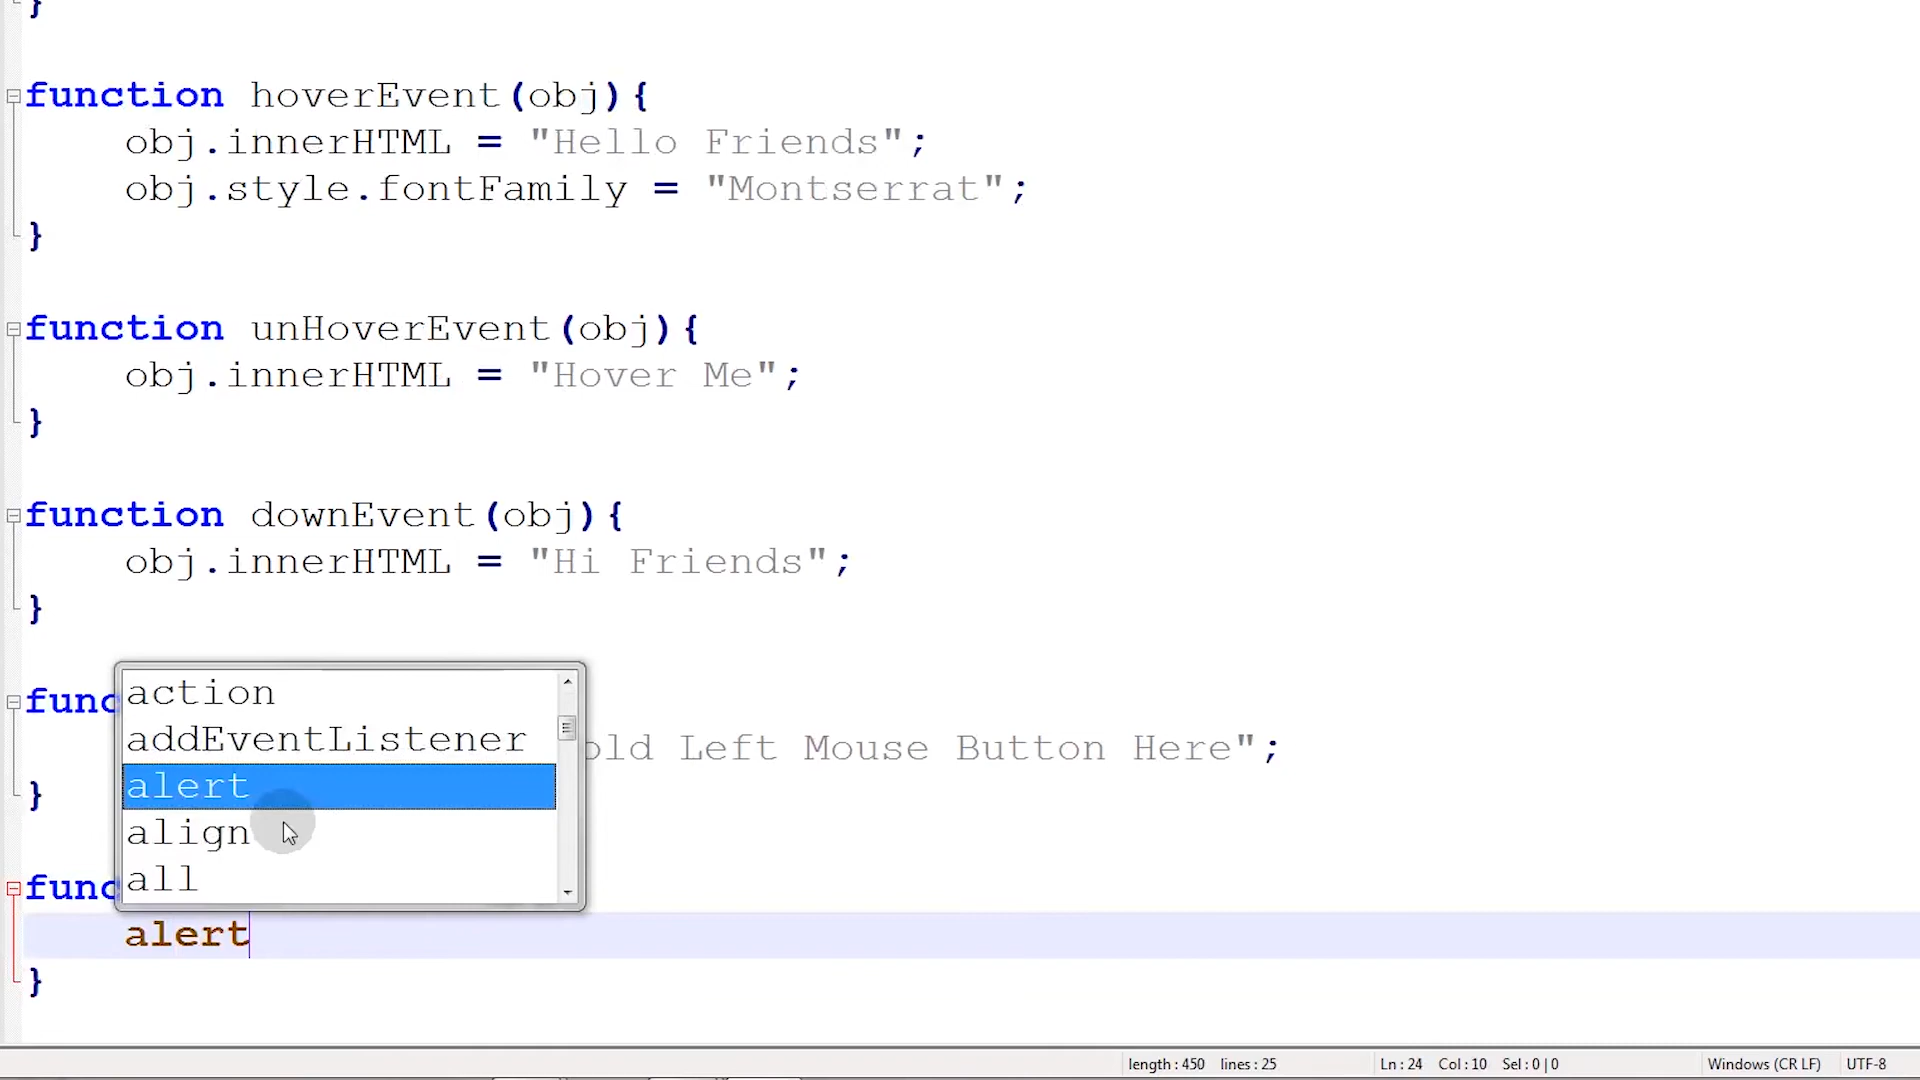 }
function hoverEvent(obj){
obj.innerHTML = "Hello Friends";
obj.style.fontFamily = "Montserrat";
}
function unHoverEvent(obj){
obj.innerHTML = "Hover Me";
}
function downEvent(obj){
obj.innerHTML = "Hi Friends";
}
func
action
addEventListener
old Left Mouse Button Here";
alert
}
align
all
func
alert
}
length : 450 lines : 25 Ln : 24 Col : 10 Sel : 0 | 0 Windows (CR LF) UTF-8